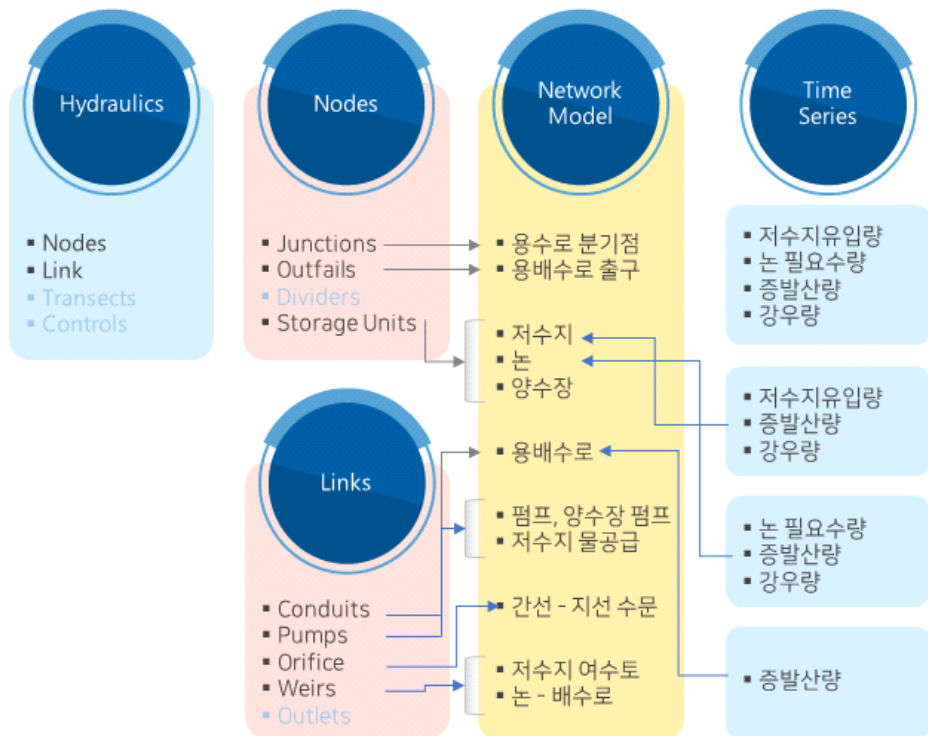 Hydraulics
▪ Nodes
▪ Link
▪ Transects
▪ Controls
Nodes
▪ Junctions
▪ Outfails
▪ Dividers
▪ Storage Units
Links
▪ Conduits
▪ Pumps
▪ Orifice
▪ Weirs
▪ Outlets
Network
Model
▪ 용수로 분기점
▪ 용배수로 출구
▪ 저수지
▪ 논
▪ 양수장
▪ 용배수로
▪ 펌프, 양수장 펌프
▪ 저수지 물공급
▪ 간선 - 지선 수문
▪ 저수지 여수토
▪ 논 - 배수로
Time
Series
▪ 저수지유입량
▪ 논 필요수량
▪ 증발산량
▪ 강우량
▪ 저수지유입량
▪ 증발산량
▪ 강우량
▪ 논 필요수량
▪ 증발산량
▪ 강우량
▪ 증발산량